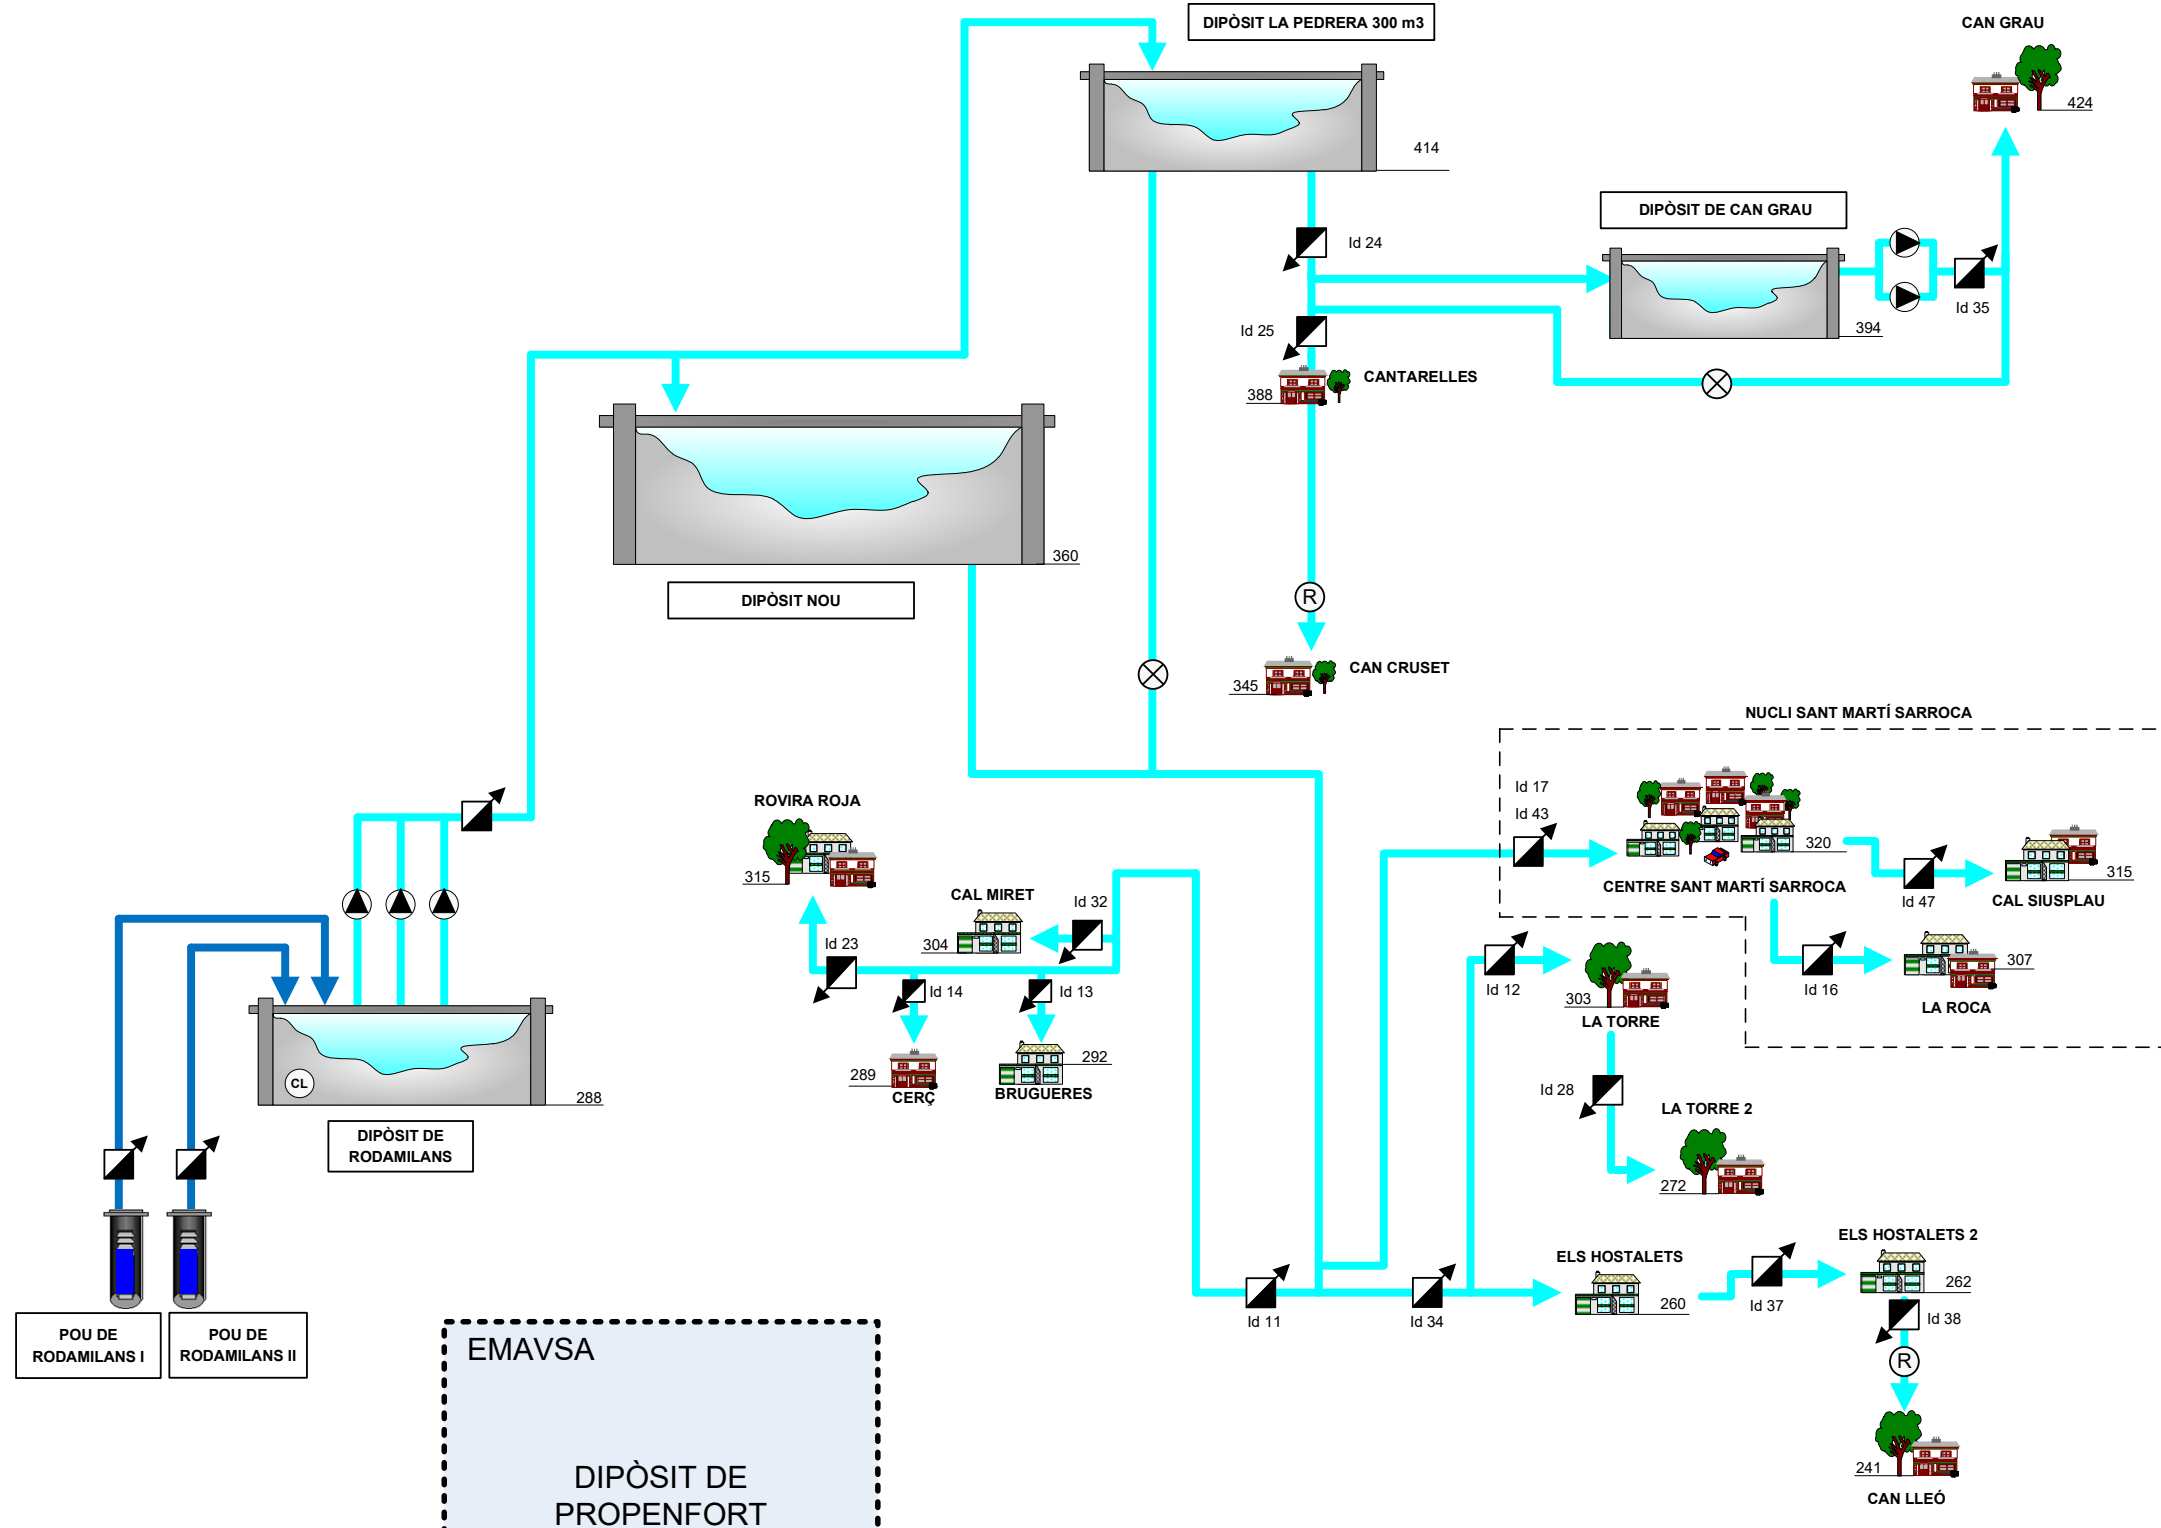 DIPÒSIT LA PEDRERA 300 m3
CAN GRAU
424
414
DIPÒSIT DE CAN GRAU
Id 24
Id 35
394
Id 25
CANTARELLES
388
360
DIPÒSIT NOU
R
CAN CRUSET
345
NUCLI SANT MARTÍ SARROCA
Id 17
Id 43
320
CENTRE SANT MARTÍ SARROCA
315
Id 47
CAL SIUSPLAU
ROVIRA ROJA
315
CAL MIRET
Id 32
304
Id 23
Id 14
Id 13
Id 12
303
LA TORRE
Id 16
307
LA ROCA
289
CERÇ
292
BRUGUERES
CL
288
DIPÒSIT DE
RODAMILANS
Id 28
LA TORRE 2
272
ELS HOSTALETS
260
Id 37
ELS HOSTALETS 2
262
Id 38
R
241
CAN LLEÓ
Id 11
Id 34
POU DE
RODAMILANS I
POU DE
RODAMILANS II
EMAVSA
DIPÒSIT DE
PROPENFORT